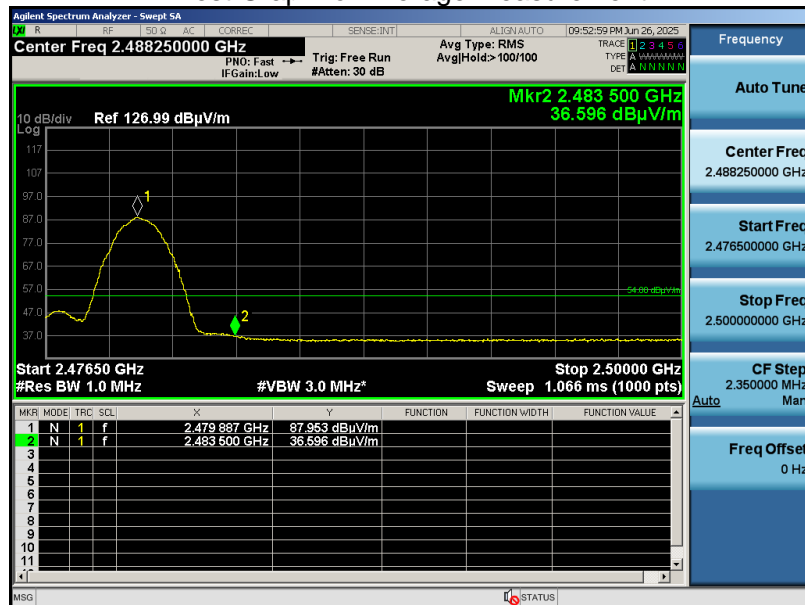 Agilent Spectrum Analyzer - Swept SA
LXI R RF 50 Ω AC CORREC SENSE:INT ALIGN AUTO 09:52:59 PM Jun 26, 2025
Center Freq 2.488250000 GHz
PNO: Fast
IFGain:Low
Trig: Free Run
#Atten: 30 dB
Avg Type: RMS
Avg|Hold:>100/100
TRACE 1 2 3 4 5 6
TYPE A WWWWW
DET A N N N N N
Frequency
Mkr2 2.483 500 GHz
36.596 dBµV/m
10 dB/div Ref 126.99 dBµV/m
Log
117
107
97.0
87.0
77.0
67.0
57.0
47.0
37.0
1
2
54.00 dBµV/m
Start 2.47650 GHz Stop 2.50000 GHz
#Res BW 1.0 MHz #VBW 3.0 MHz* Sweep 1.066 ms (1000 pts)
MKR MODE TRC SCL X Y FUNCTION FUNCTION WIDTH FUNCTION VALUE
1 N 1 f 2.479 887 GHz 87.953 dBµV/m
2 N 1 f 2.483 500 GHz 36.596 dBµV/m
3
4
5
6
7
8
9
10
11
MSG STATUS
Auto Tune
Center Freq
2.488250000 GHz
Start Freq
2.476500000 GHz
Stop Freq
2.500000000 GHz
CF Step
2.350000 MHz
Auto Man
Freq Offset
0 Hz